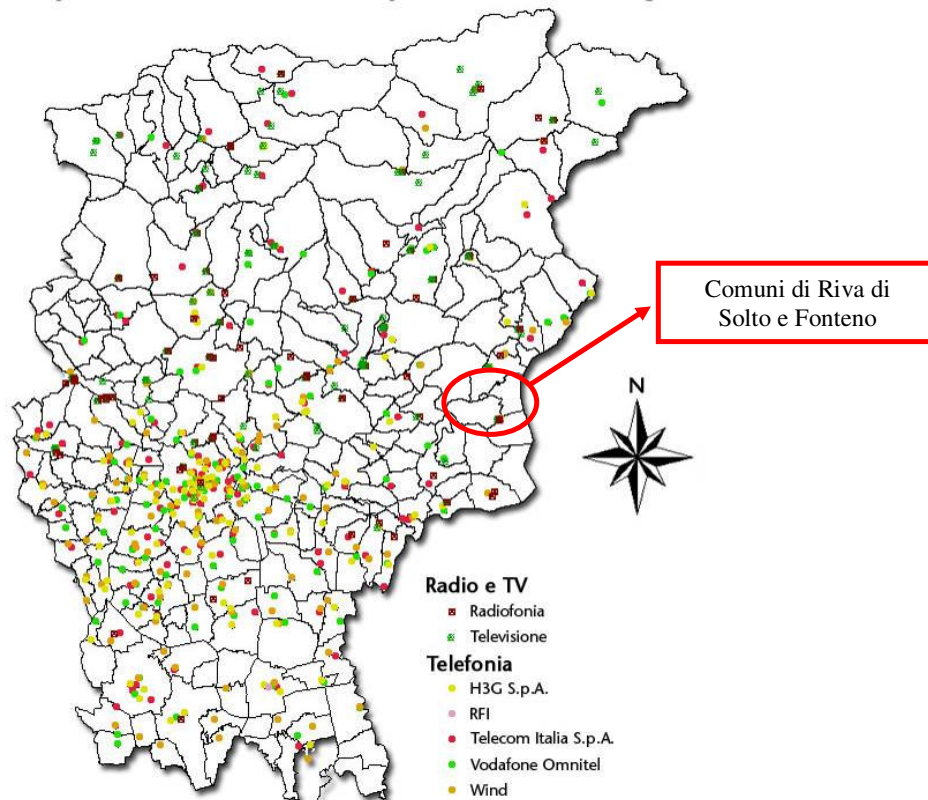 Comuni di Riva di
Solto e Fonteno
N
Radio e TV
Radiofonia
Televisione
Telefonia
H3G S.p.A.
RFI
Telecom Italia S.p.A.
Vodafone Omnitel
Wind